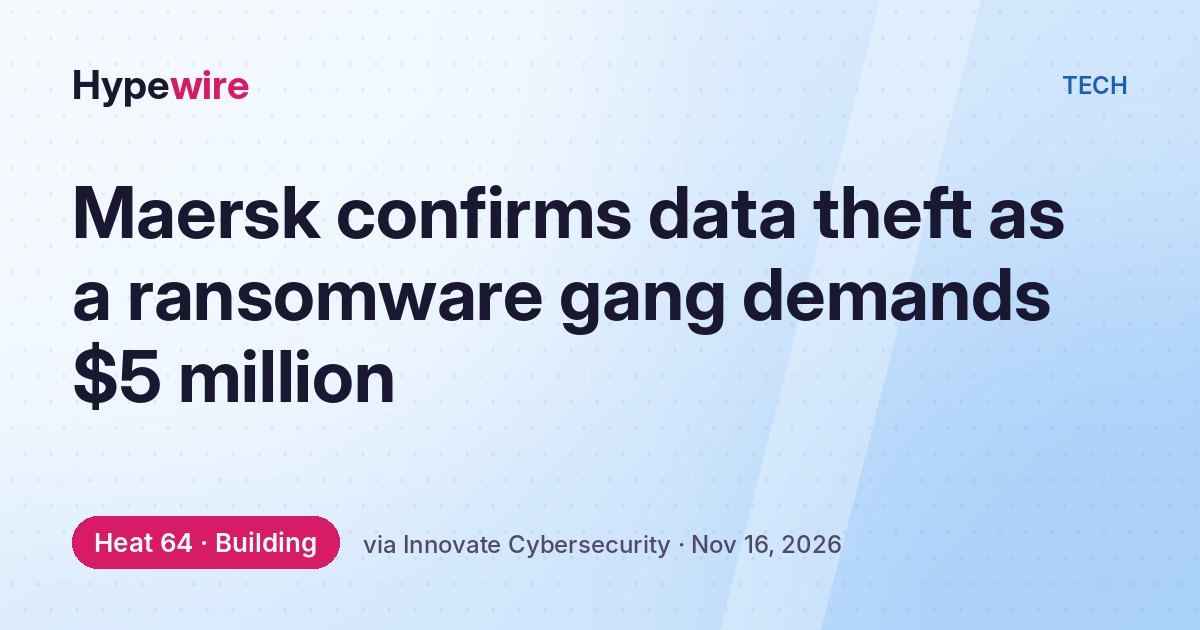 Hypewire
TECH
Maersk confirms data theft as
a ransomware gang demands
$5 million
Heat 64 · Building
via Innovate Cybersecurity · Nov 16, 2026